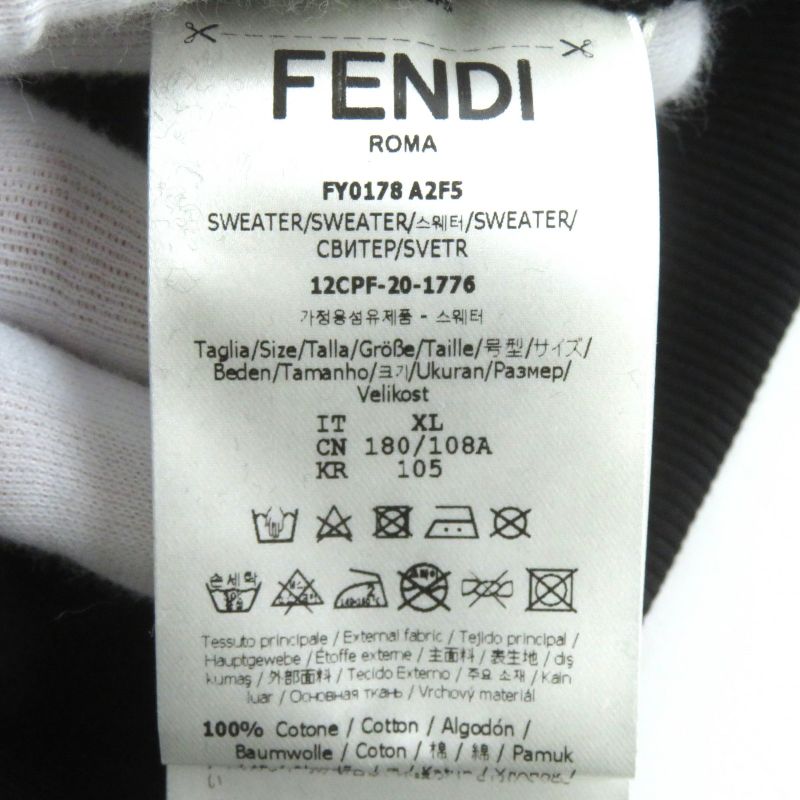 FENDI
ROMA
FY0178 A2F5
SWEATER/SWEATER/스웨터/SWEATER/
СВИТЕР/SVETR
12CPF-20-1776
가정용섬유제품 - 스웨터
Taglia/Size/Talla/Größe/Taille/号型/サイズ/
Beden/Tamanho/크기/Ukuran/Размер/
Velikost
IT XL
CN 180/108A
KR 105
손세탁
Tessuto principale / External fabric / Tejido principal /
Hauptgewebe / Étoffe externe / 主面料 / 表生地 / dış
kumaş / 外部面料 / Tecido Externo / 주요 소재 / Kain
luar / Основная ткань / Vrchový materiál
100% Cotone / Cotton / Algodón /
Baumwolle / Coton / 棉 / 綿 / Pamuk